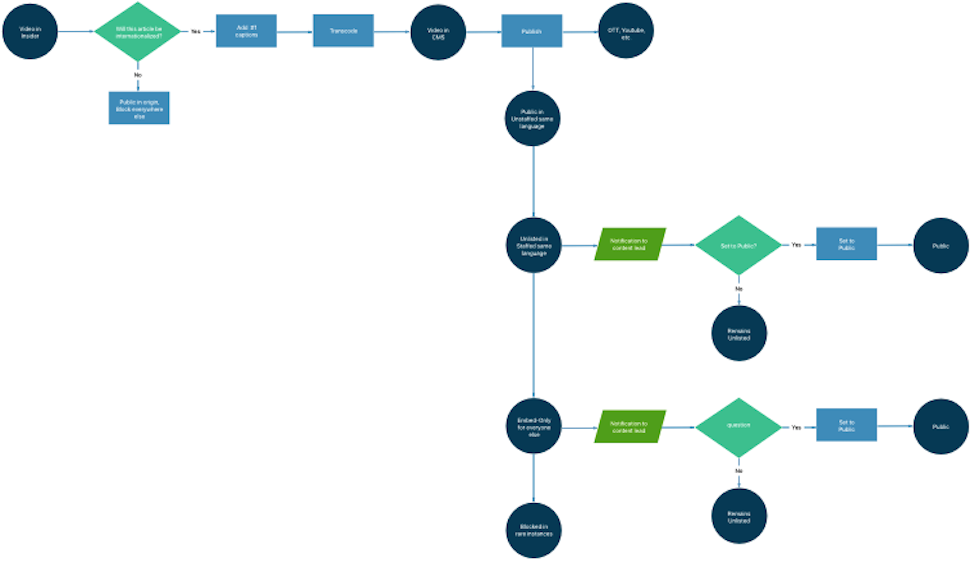 Video in
Insider
Will this article be
internationalized?
Yes
Add .srt
captions
Transcode
Video in
CMS
Publish
OTT, Youtube,
etc
No
Public in origin,
Block everywhere
else
Public in
Unstaffed same
language
Unlisted in
Staffed same
language
Notification to
content lead
Set to Public?
Yes
Set to
Public
Public
No
Remains
Unlisted
Embed-Only
for everyone
else
Notification to
content lead
question
Yes
Set to
Public
Public
No
Remains
Unlisted
Blocked in
rare instances